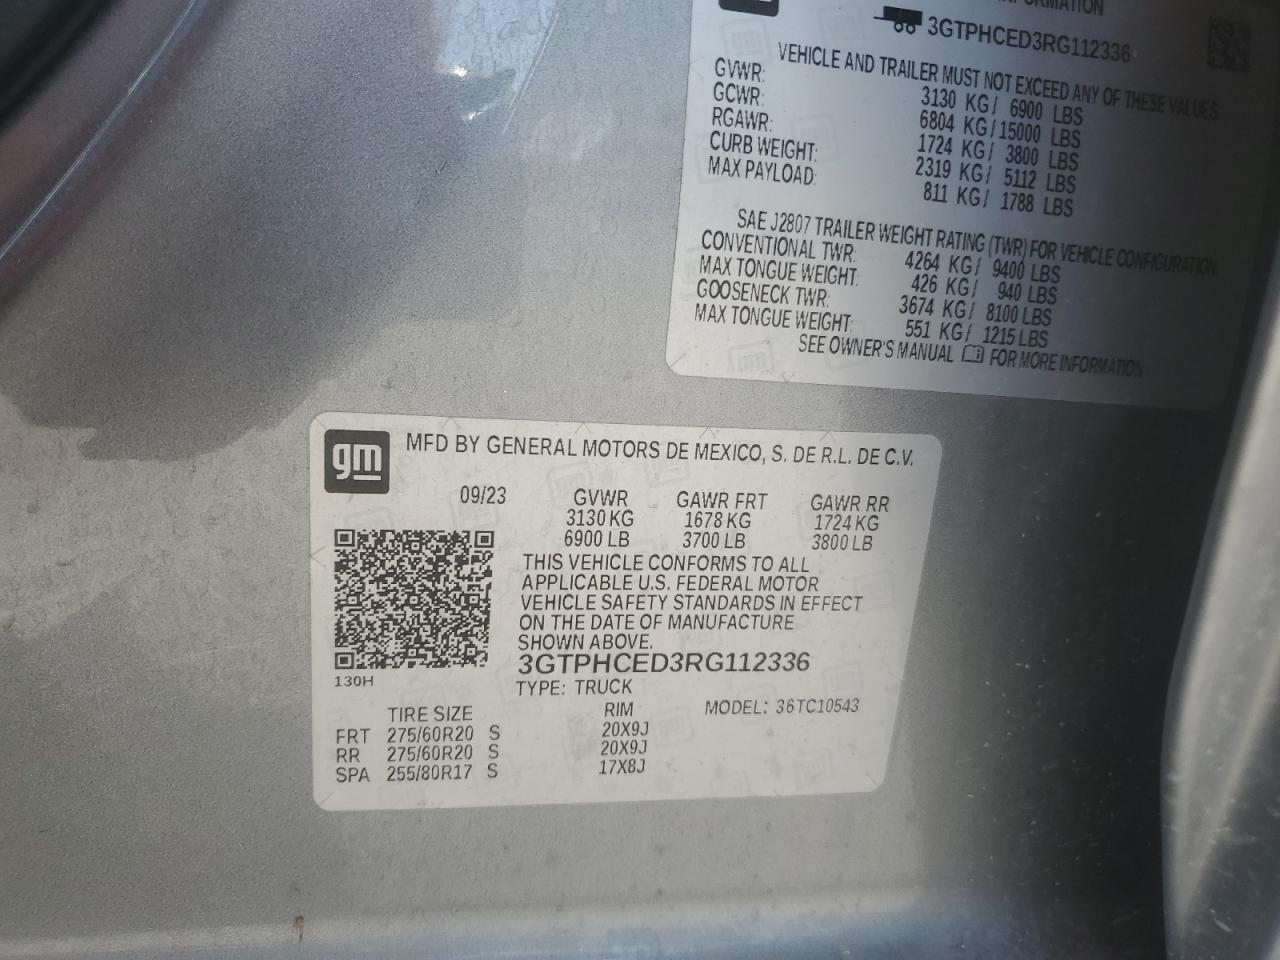 INFORMATION
3GTPHCED3RG112336
VEHICLE AND TRAILER MUST NOT EXCEED ANY OF THESE VALUES
GVWR: 3130 KG/ 6900 LBS
GCWR: 6804 KG/15000 LBS
RGAWR: 1724 KG/ 3800 LBS
CURB WEIGHT: 2319 KG/ 5112 LBS
MAX PAYLOAD: 811 KG/ 1788 LBS
SAE J2807 TRAILER WEIGHT RATING (TWR) FOR VEHICLE CONFIGURATION
CONVENTIONAL TWR: 4264 KG/ 9400 LBS
MAX TONGUE WEIGHT: 426 KG/ 940 LBS
GOOSENECK TWR: 3674 KG/ 8100 LBS
MAX TONGUE WEIGHT: 551 KG/ 1215 LBS
SEE OWNER'S MANUAL FOR MORE INFORMATION
gm MFD BY GENERAL MOTORS DE MEXICO, S. DE R.L. DE C.V.
09/23 GVWR GAWR FRT GAWR RR
3130 KG 1678 KG 1724 KG
6900 LB 3700 LB 3800 LB
THIS VEHICLE CONFORMS TO ALL
APPLICABLE U.S. FEDERAL MOTOR
VEHICLE SAFETY STANDARDS IN EFFECT
ON THE DATE OF MANUFACTURE
SHOWN ABOVE.
3GTPHCED3RG112336
130H
TYPE: TRUCK
TIRE SIZE RIM MODEL: 36TC10543
FRT 275/60R20 S 20X9J
RR 275/60R20 S 20X9J
SPA 255/80R17 S 17X8J